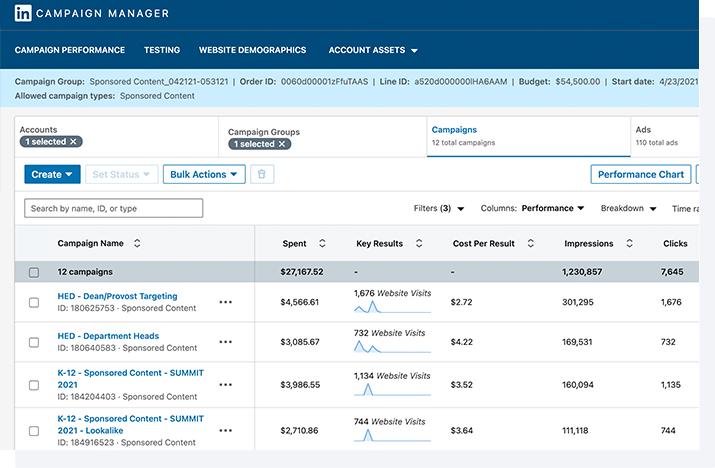 in CAMPAIGN MANAGER
CAMPAIGN PERFORMANCE TESTING WEBSITE DEMOGRAPHICS ACCOUNT ASSETS
Campaign Group: Sponsored Content_042121-053121 | Order ID: 0060d00001zFfuTAAS | Line ID: a520d000000lHA6AAM | Budget: $54,500.00 | Start date: 4/23/2021
Allowed campaign types: Sponsored Content
Accounts
1 selected ×
Campaign Groups
1 selected ×
Campaigns
12 total campaigns
Ads
110 total ads
Create Set Status Bulk Actions Performance Chart
Search by name, ID, or type Filters (3) Columns: Performance Breakdown Time
Campaign Name Spent Key Results Cost Per Result Impressions Clicks
12 campaigns $27,167.52 - - 1,230,857 7,645
HED - Dean/Provost Targeting
ID: 180625753 · Sponsored Content
$4,566.61 1,676 Website Visits $2.72 301,295 1,676
HED - Department Heads
ID: 180640583 · Sponsored Content
$3,085.67 732 Website Visits $4.22 169,531 732
K-12 - Sponsored Content - SUMMIT
2021
ID: 184204403 · Sponsored Content
$3,986.55 1,134 Website Visits $3.52 160,094 1,135
K-12 - Sponsored Content - SUMMIT
2021 - Lookalike
ID: 184916523 · Sponsored Content
$2,710.86 744 Website Visits $3.64 111,118 744